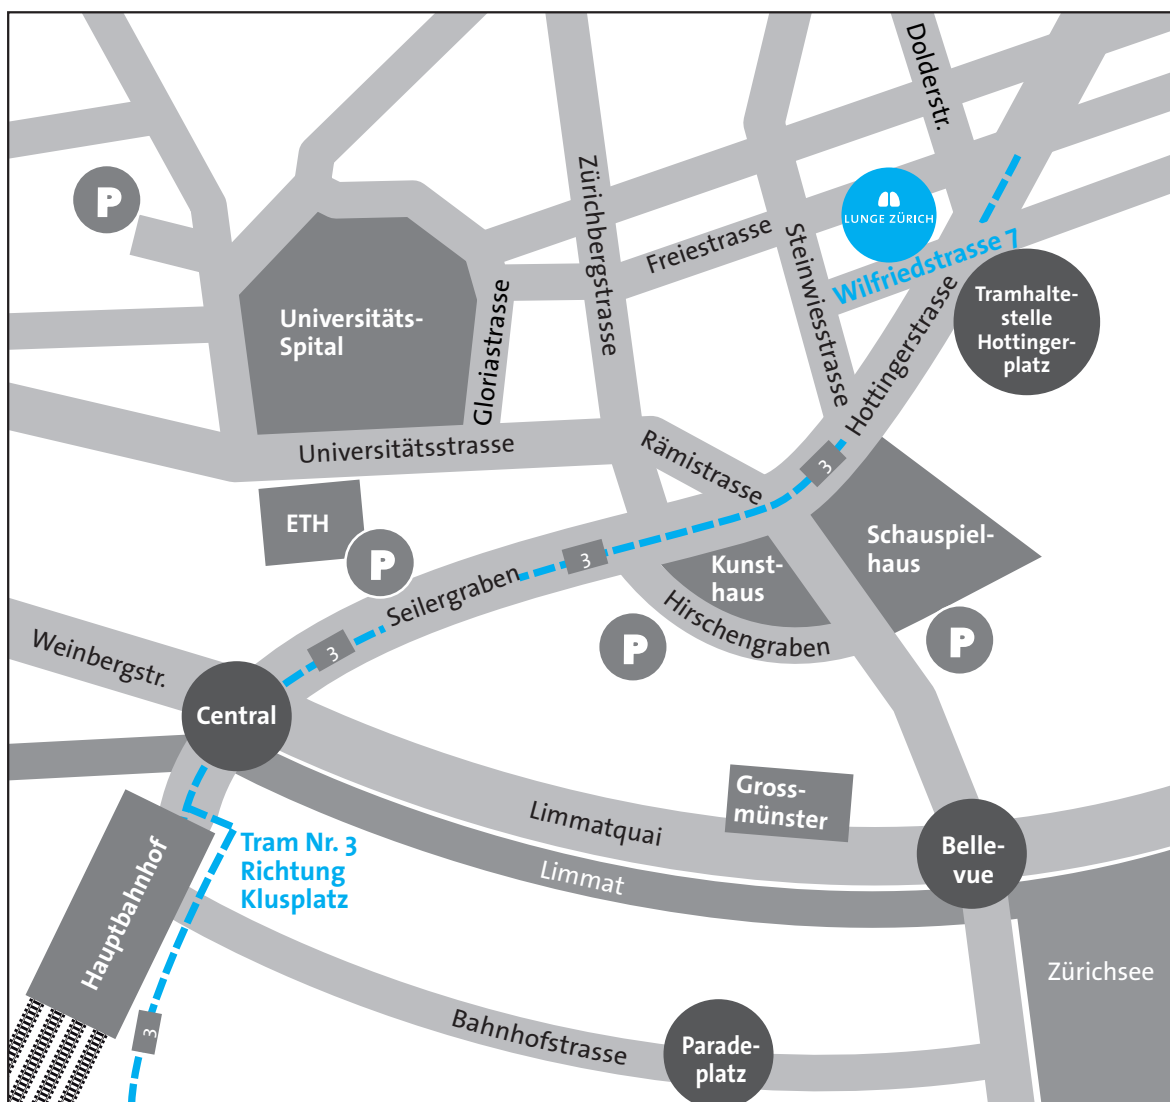 Dolderstr.
P
Zürichbergstrasse
LUNGE ZÜRICH
Freiestrasse
Steinwiesstrasse
Wilfriedstrasse 7
Tramhalte-
stelle
Hottinger-
platz
Universitäts-
Spital
Gloriastrasse
Hottingerstrasse
Universitätsstrasse
Rämistrasse
3
ETH
P
Schauspiel-
haus
3
Kunst-
haus
Seilergraben
Hirschengraben
P
P
3
Weinbergstr.
Central
Gross-
münster
Limmatquai
Belle-
vue
Tram Nr. 3
Richtung
Klusplatz
Limmat
Hauptbahnhof
Zürichsee
3
Bahnhofstrasse
Parade-
platz